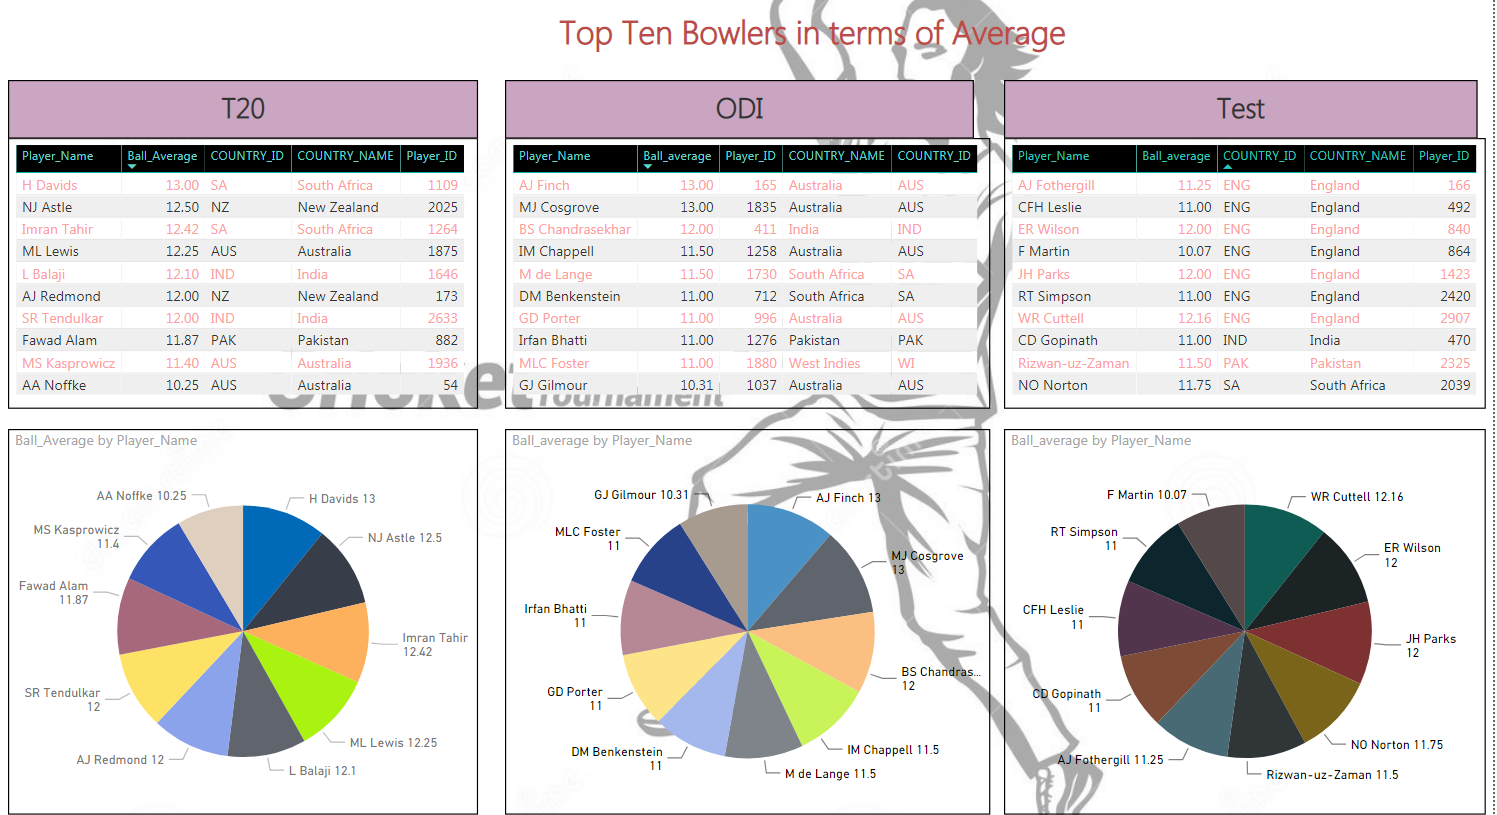 Top Ten Bowlers in terms of Average
T20
Player_Name Ball_Average COUNTRY_ID COUNTRY_NAME Player_ID
H Davids 13.00 SA South Africa 1109
NJ Astle 12.50 NZ New Zealand 2025
Imran Tahir 12.42 SA South Africa 1264
ML Lewis 12.25 AUS Australia 1875
L Balaji 12.10 IND India 1646
AJ Redmond 12.00 NZ New Zealand 173
SR Tendulkar 12.00 IND India 2633
Fawad Alam 11.87 PAK Pakistan 882
MS Kasprowicz 11.40 AUS Australia 1936
AA Noffke 10.25 AUS Australia 54
ODI
Player_Name Ball_average Player_ID COUNTRY_NAME COUNTRY_ID
AJ Finch 13.00 165 Australia AUS
MJ Cosgrove 13.00 1835 Australia AUS
BS Chandrasekhar 12.00 411 India IND
IM Chappell 11.50 1258 Australia AUS
M de Lange 11.50 1730 South Africa SA
DM Benkenstein 11.00 712 South Africa SA
GD Porter 11.00 996 Australia AUS
Irfan Bhatti 11.00 1276 Pakistan PAK
MLC Foster 11.00 1880 West Indies WI
GJ Gilmour 10.31 1037 Australia AUS
Tournament
Test
Player_Name Ball_average COUNTRY_ID COUNTRY_NAME Player_ID
AJ Fothergill 11.25 ENG England 166
CFH Leslie 11.00 ENG England 492
ER Wilson 12.00 ENG England 840
F Martin 10.07 ENG England 864
JH Parks 12.00 ENG England 1423
RT Simpson 11.00 ENG England 2420
WR Cuttell 12.16 ENG England 2907
CD Gopinath 11.00 IND India 470
Rizwan-uz-Zaman 11.50 PAK Pakistan 2325
NO Norton 11.75 SA South Africa 2039
Ball_Average by Player_Name
H Davids 13
NJ Astle 12.5
Imran Tahir
12.42
ML Lewis 12.25
L Balaji 12.1
AJ Redmond 12
SR Tendulkar
12
Fawad Alam
11.87
MS Kasprowicz
11.4
AA Noffke 10.25
Ball_average by Player_Name
AJ Finch 13
MJ Cosgrove
13
BS Chandras...
12
IM Chappell 11.5
M de Lange 11.5
DM Benkenstein
11
GD Porter
11
Irfan Bhatti
11
MLC Foster
11
GJ Gilmour 10.31
Ball_average by Player_Name
WR Cuttell 12.16
ER Wilson
12
JH Parks
12
NO Norton 11.75
Rizwan-uz-Zaman 11.5
AJ Fothergill 11.25
CD Gopinath
11
CFH Leslie
11
RT Simpson
11
F Martin 10.07